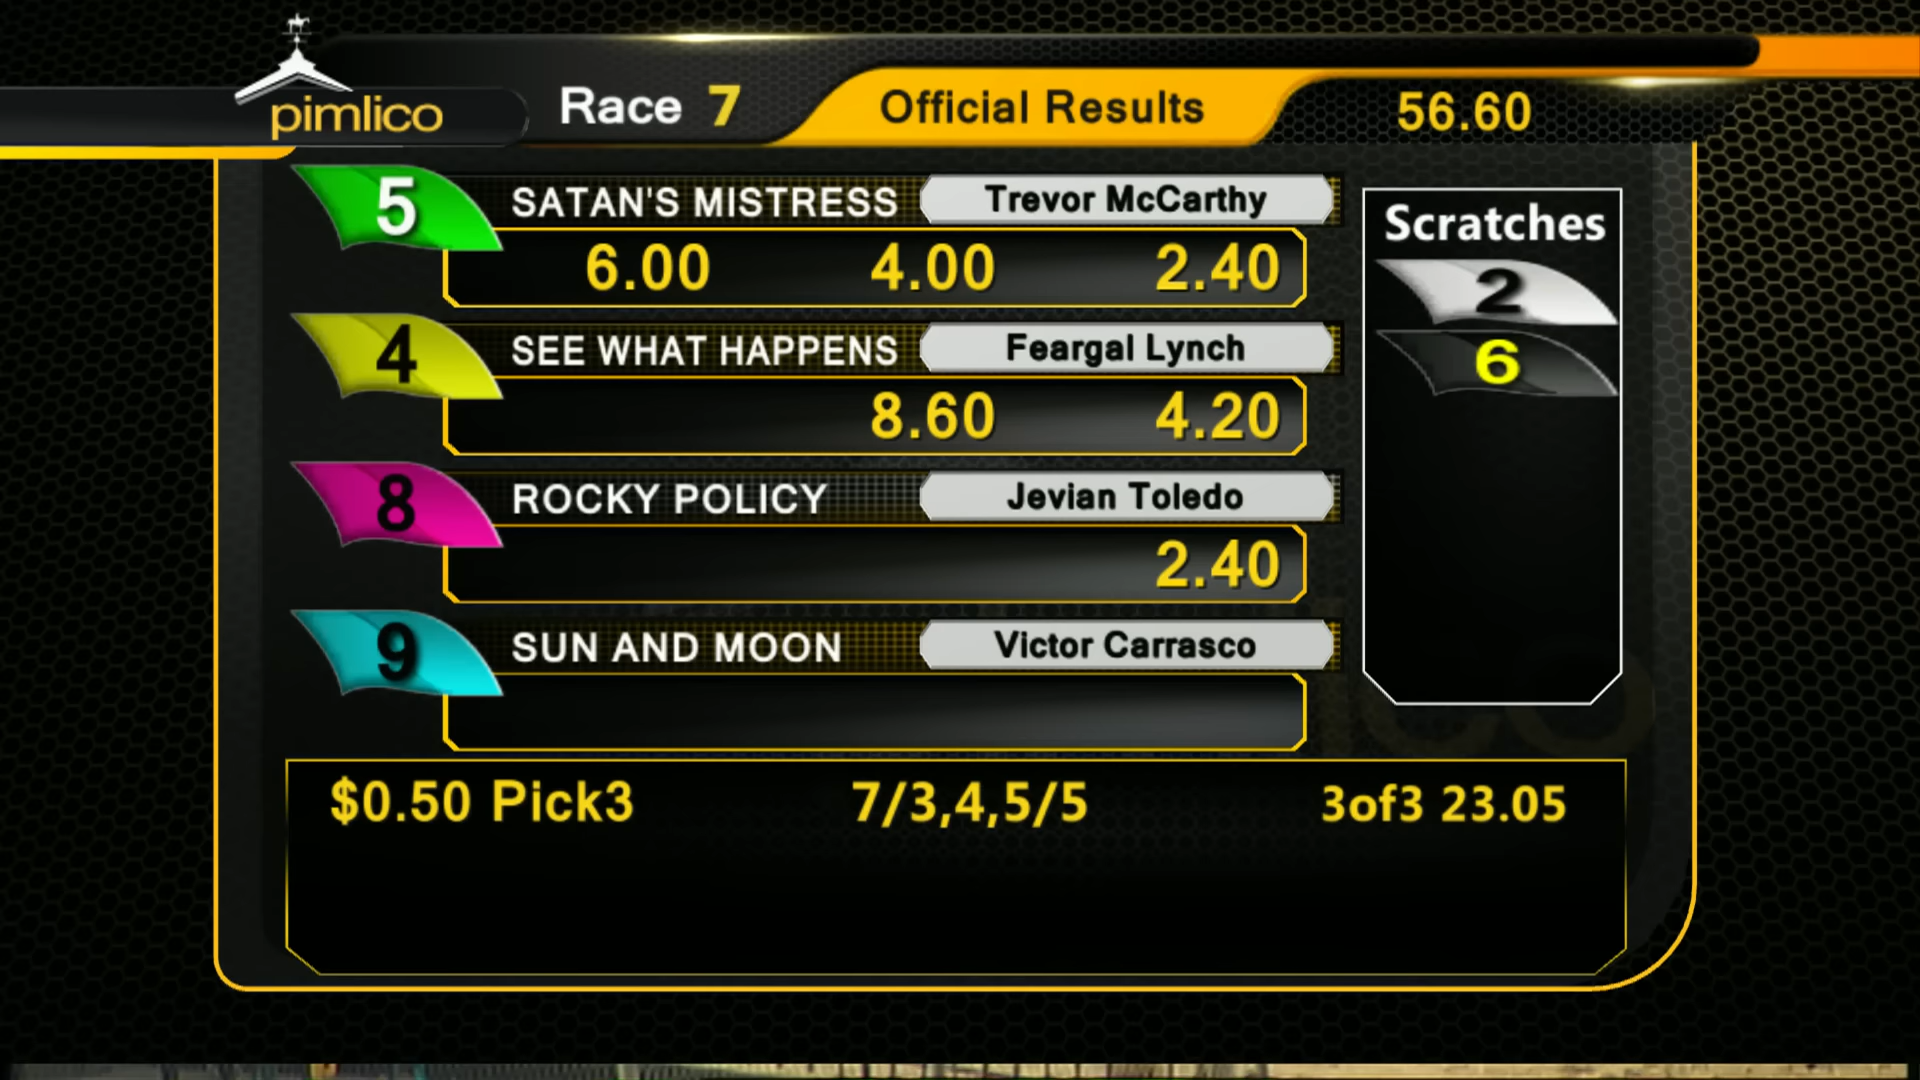 pimlico
Race 7
Official Results
56.60
5 SATAN'S MISTRESS Trevor McCarthy
6.00 4.00 2.40
4 SEE WHAT HAPPENS Feargal Lynch
8.60 4.20
8 ROCKY POLICY Jevian Toledo
2.40
9 SUN AND MOON Victor Carrasco
Scratches
2
6
$0.50 Pick3 7/3,4,5/5 3of3 23.05